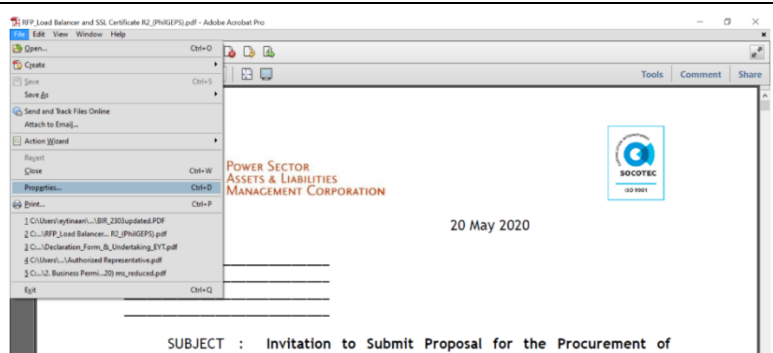 RFP_Load Balancer and SSL Certificate R2_(PhilGEPS).pdf - Adobe Acrobat Pro
File Edit View Window Help
Open... Ctrl+O
Create
Save Ctrl+S
Save As
Send and Track Files Online
Attach to Email...
Action Wizard
Revert
Close Ctrl+W
Properties... Ctrl+D
Print... Ctrl+P
1 C:\Users\eytinaan\...\BIR_2303updated.PDF
2 C:...\RFP_Load Balancer... R2_(PhilGEPS).pdf
3 C:...\Declaration_Form_&_Undertaking_EYT.pdf
4 C:\Users\...\Authorized Representative.pdf
5 C:...\2. Business Permi...20) ms_reduced.pdf
Exit Ctrl+Q
Tools Comment Share
POWER SECTOR
ASSETS & LIABILITIES
MANAGEMENT CORPORATION
SOCOTEC
ISO 9001
20 May 2020
SUBJECT : Invitation to Submit Proposal for the Procurement of